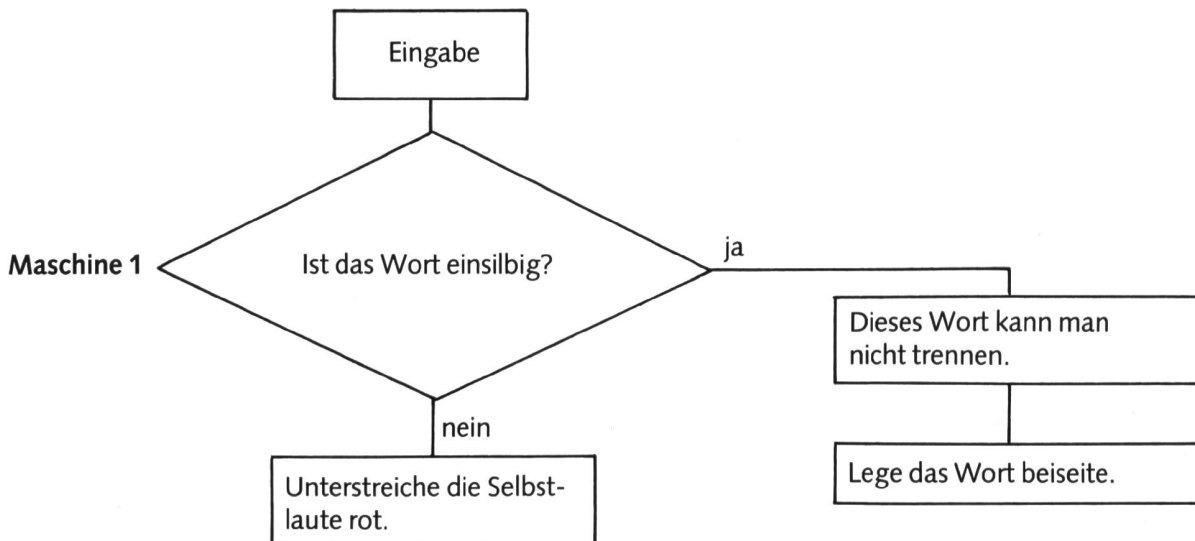 Eingabe
Maschine 1
Ist das Wort einsilbig?
ja
Dieses Wort kann man
nicht trennen.
nein
Lege das Wort beiseite.
Unterstreiche die Selbst-
laute rot.